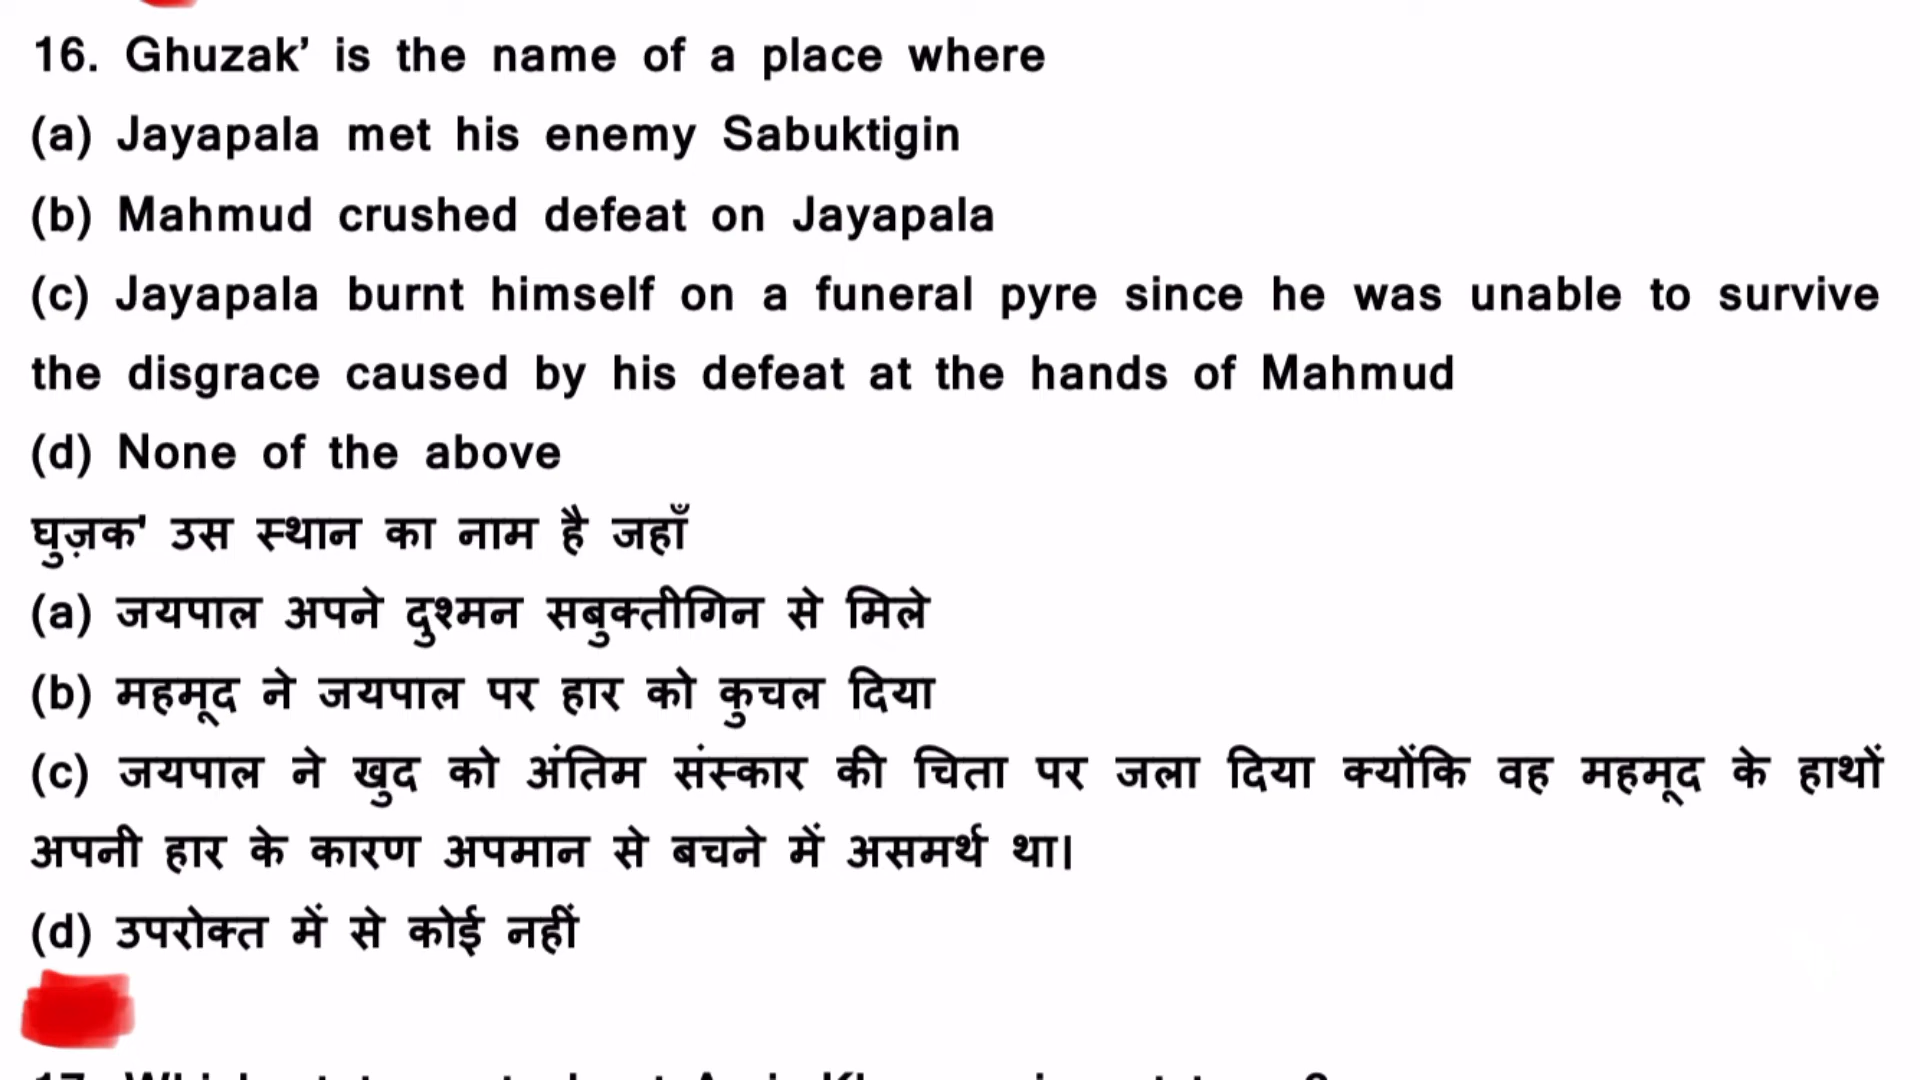 16. Ghuzak’ is the name of a place where
(a) Jayapala met his enemy Sabuktigin
(b) Mahmud crushed defeat on Jayapala
(c) Jayapala burnt himself on a funeral pyre since he was unable to survive
the disgrace caused by his defeat at the hands of Mahmud
(d) None of the above
घुज़क' उस स्थान का नाम है जहाँ
(a) जयपाल अपने दुश्मन सबुक्तीगिन से मिले
(b) महमूद ने जयपाल पर हार को कुचल दिया
(c) जयपाल ने खुद को अंतिम संस्कार की चिता पर जला दिया क्योंकि वह महमूद के हाथों
अपनी हार के कारण अपमान से बचने में असमर्थ था।
(d) उपरोक्त में से कोई नहीं